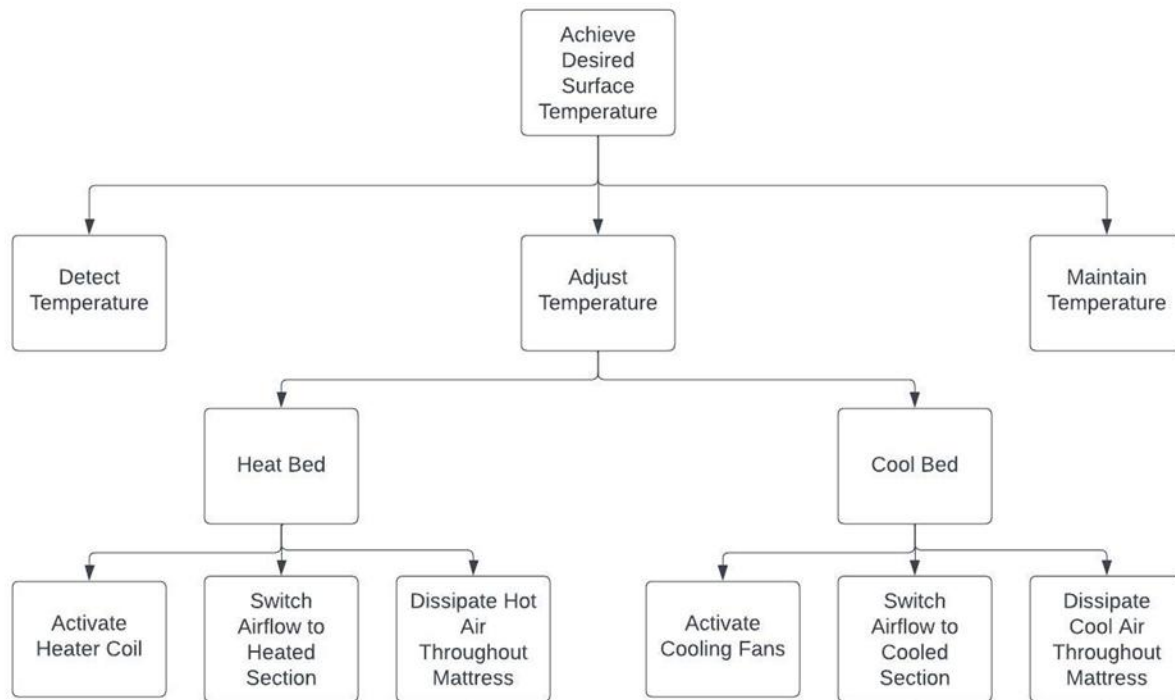 Achieve
Desired
Surface
Temperature
Detect
Temperature
Adjust
Temperature
Maintain
Temperature
Heat Bed
Cool Bed
Activate
Heater Coil
Switch
Airflow to
Heated
Section
Dissipate Hot
Air
Throughout
Mattress
Activate
Cooling Fans
Switch
Airflow to
Cooled
Section
Dissipate
Cool Air
Throughout
Mattress